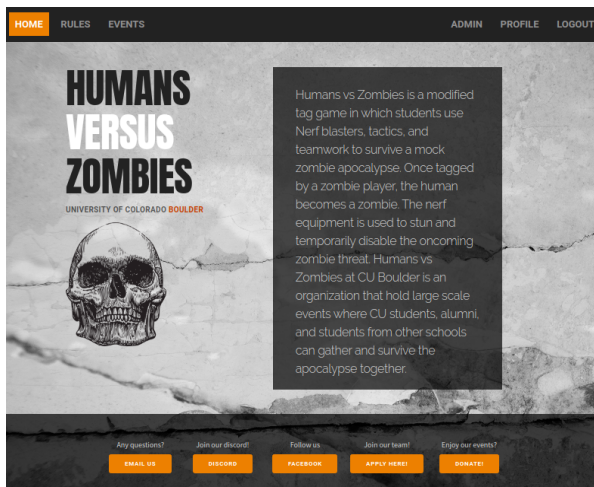 HOME RULES EVENTS ADMIN PROFILE LOGOUT
HUMANS
VERSUS
ZOMBIES
UNIVERSITY OF COLORADO BOULDER
Humans vs Zombies is a modified
tag game in which students use
Nerf blasters, tactics, and
teamwork to survive a mock
zombie apocalypse. Once tagged
by a zombie player, the human
becomes a zombie. The nerf
equipment is used to stun and
temporarily disable the oncoming
zombie threat. Humans vs
Zombies at CU Boulder is an
organization that hold large scale
events where CU students, alumni,
and students from other schools
can gather and survive the
apocalypse together.
Any questions? Join our discord! Follow us Join our team! Enjoy our events?
EMAIL US DISCORD FACEBOOK APPLY HERE! DONATE!